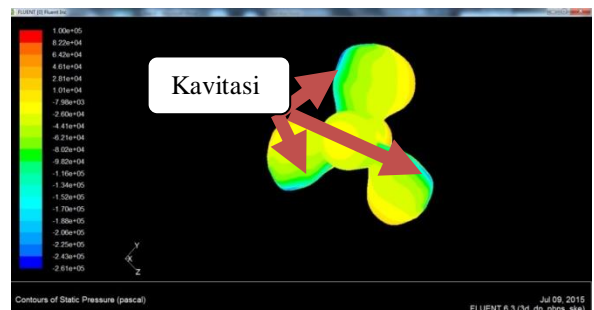 FLUENT [0] Fluent Inc
1.00e+05
8.22e+04
6.42e+04
4.61e+04
2.81e+04
1.01e+04
-7.98e+03
-2.60e+04
-4.41e+04
-6.21e+04
-8.02e+04
-9.82e+04
-1.16e+05
-1.34e+05
-1.52e+05
-1.70e+05
-1.88e+05
-2.06e+05
-2.25e+05
-2.43e+05
-2.61e+05
Kavitasi
Y
X
Z
Contours of Static Pressure (pascal)
Jul 09, 2015
FLUENT 6.3 (3d, dp, pbns, ske)